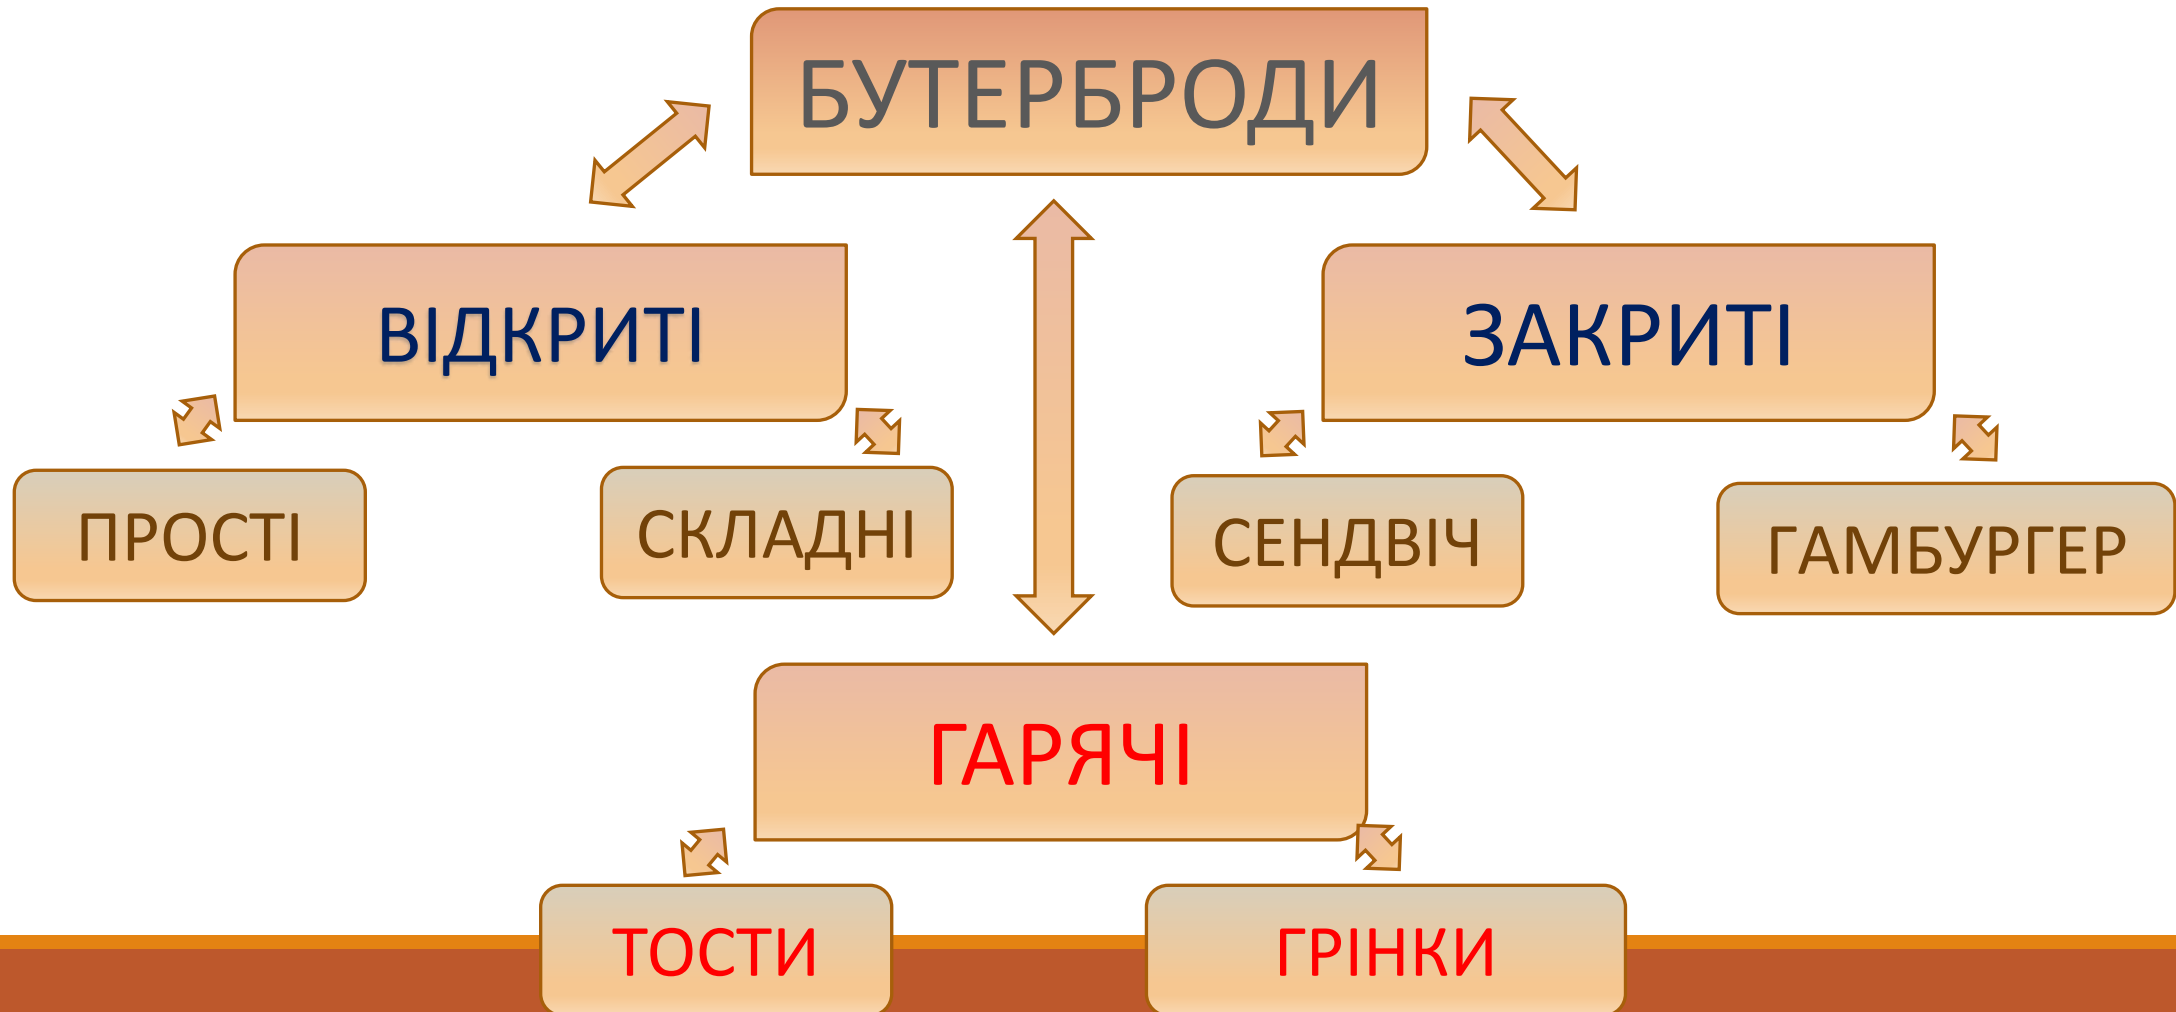 БУТЕРБРОДИ
ВІДКРИТІ
ЗАКРИТІ
ПРОСТІ
СКЛАДНІ
СЕНДВІЧ
ГАМБУРГЕР
ГАРЯЧІ
ТОСТИ
ГРІНКИ